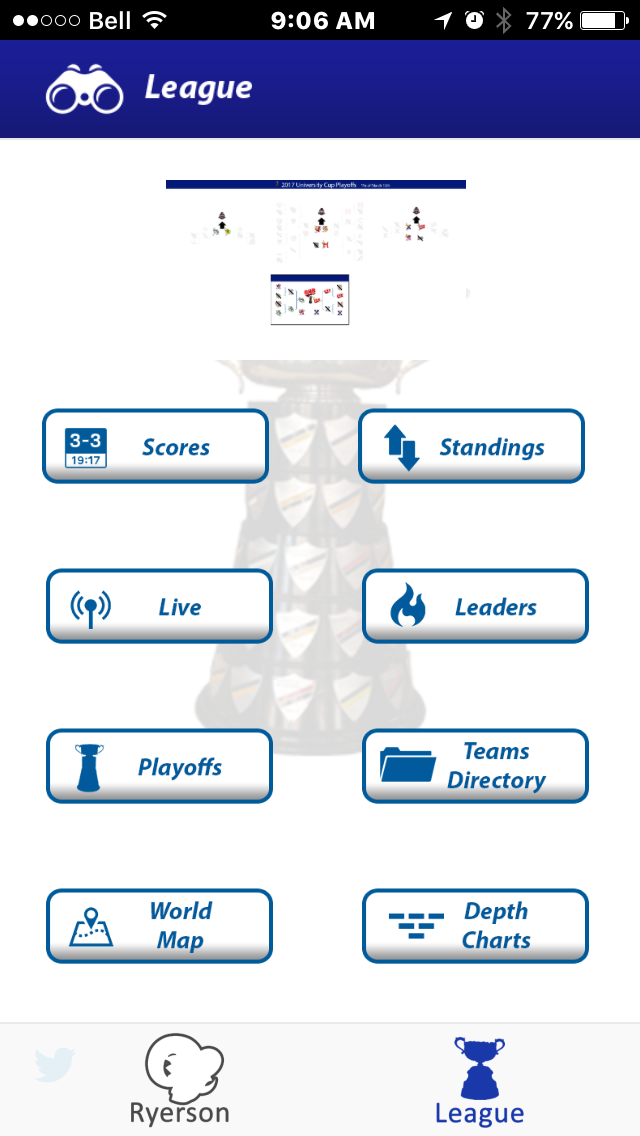 Bell 9:06 AM 77%
League
2017 University Cup Playoffs
3-3
19:17
Scores
Standings
Live
Leaders
Playoffs
Teams
Directory
World
Map
Depth
Charts
Ryerson
League